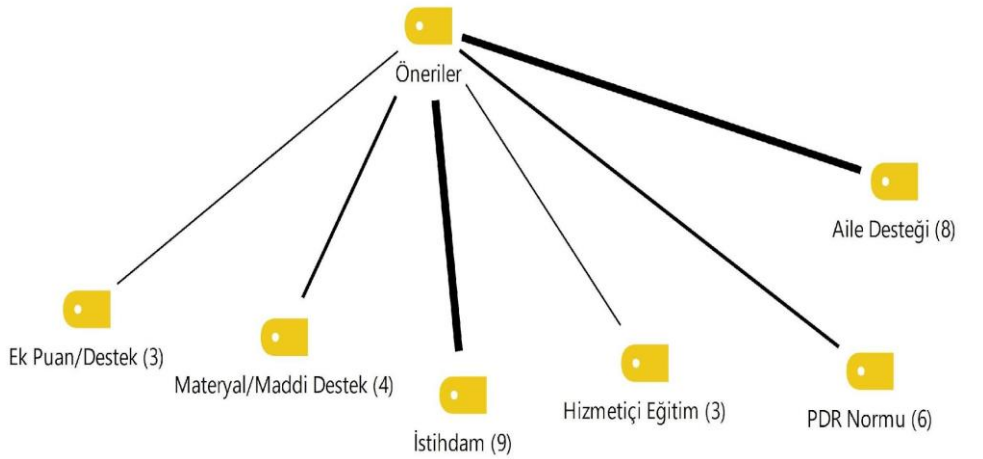 Öneriler
Aile Desteği (8)
Ek Puan/Destek (3)
Materyal/Maddi Destek (4)
İstihdam (9)
Hizmetiçi Eğitim (3)
PDR Normu (6)